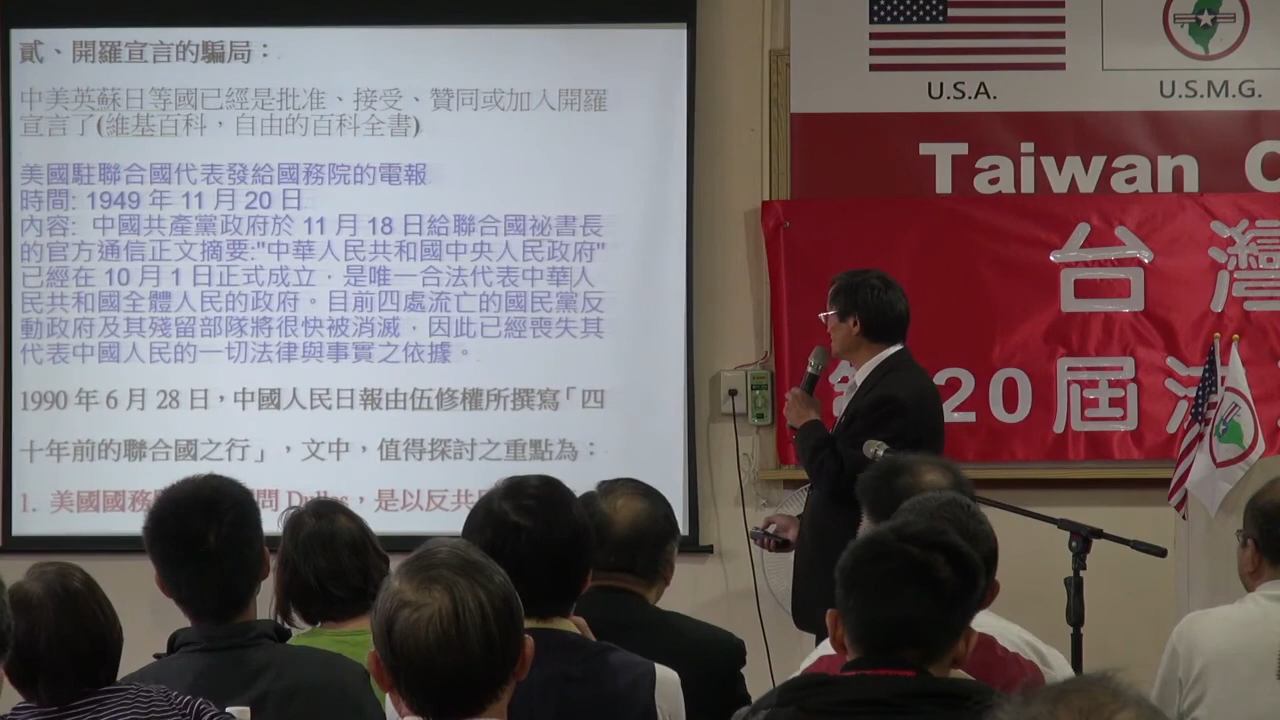 貳、開羅宣言的騙局：
中美英蘇日等國已經是批准、接受、贊同或加入開羅
宣言了(維基百科，自由的百科全書)
美國駐聯合國代表發給國務院的電報
時間: 1949 年 11 月 20 日
內容: 中國共產黨政府於 11 月 18 日給聯合國祕書長
的官方通信正文摘要:"中華人民共和國中央人民政府"
已經在 10 月 1 日正式成立，是唯一合法代表中華人
民共和國全體人民的政府。目前四處流亡的國民黨反
動政府及其殘留部隊將很快被消滅，因此已經喪失其
代表中國人民的一切法律與事實之依據。
1990 年 6 月 28 日，中國人民日報由伍修權所撰寫「四
十年前的聯合國之行」，文中，值得探討之重點為：
1. 美國國務 問 Dulles，是以反共
U.S.A.
U.S.M.G.
Taiwan
台灣
20屆